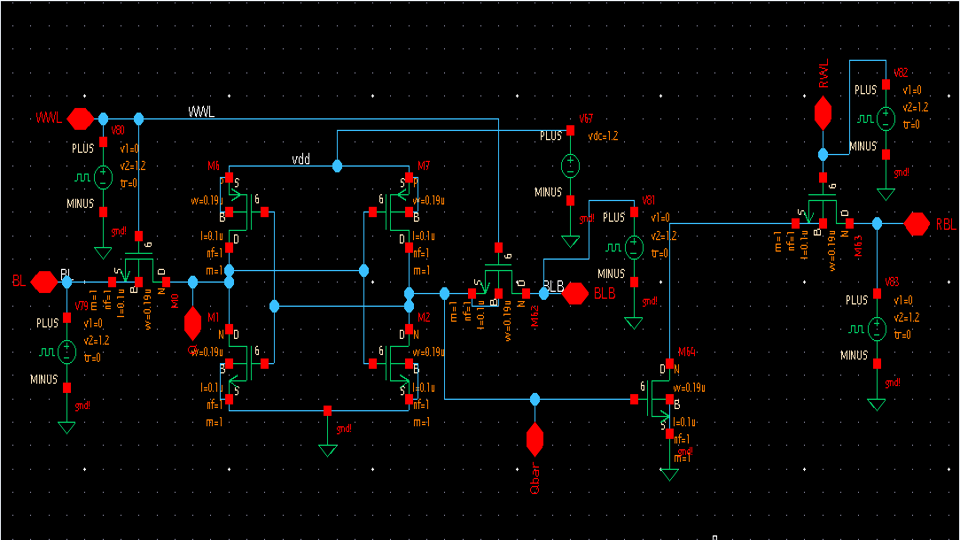 RWL
V82
PLUS
v1=0
v2=1.2
tr=0
MINUS
gnd!
WWL
WWL
V80
PLUS
v1=0
v2=1.2
tr=0
MINUS
gnd!
V67
PLUS
vdc=1.2
MINUS
gnd!
vdd
M6
S
G
B
D
w=0.19u
l=0.1u
nf=1
m=1
M7
S
G
B
D
w=0.19u
l=0.1u
nf=1
m=1
V81
PLUS
v1=0
v2=1.2
tr=0
MINUS
gnd!
G
S
D
B
N
m=1
nf=1
w=0.19u
M63
RBL
BL
BL
G
S
D
B
N
m=1
nf=1
l=0.1u
w=0.19u
M0
G
S
D
B
N
m=1
nf=1
l=0.1u
w=0.19u
M62
BLB
BLB
V79
PLUS
v1=0
v2=1.2
tr=0
MINUS
gnd!
M1
N
D
G
B
S
w=0.19u
l=0.1u
nf=1
m=1
M2
N
D
G
B
S
w=0.19u
l=0.1u
nf=1
m=1
gnd!
V83
PLUS
v1=0
v2=1.2
tr=0
MINUS
gnd!
M64
D
N
G
B
S
w=0.19u
l=0.1u
nf=1
m=1
Qbar